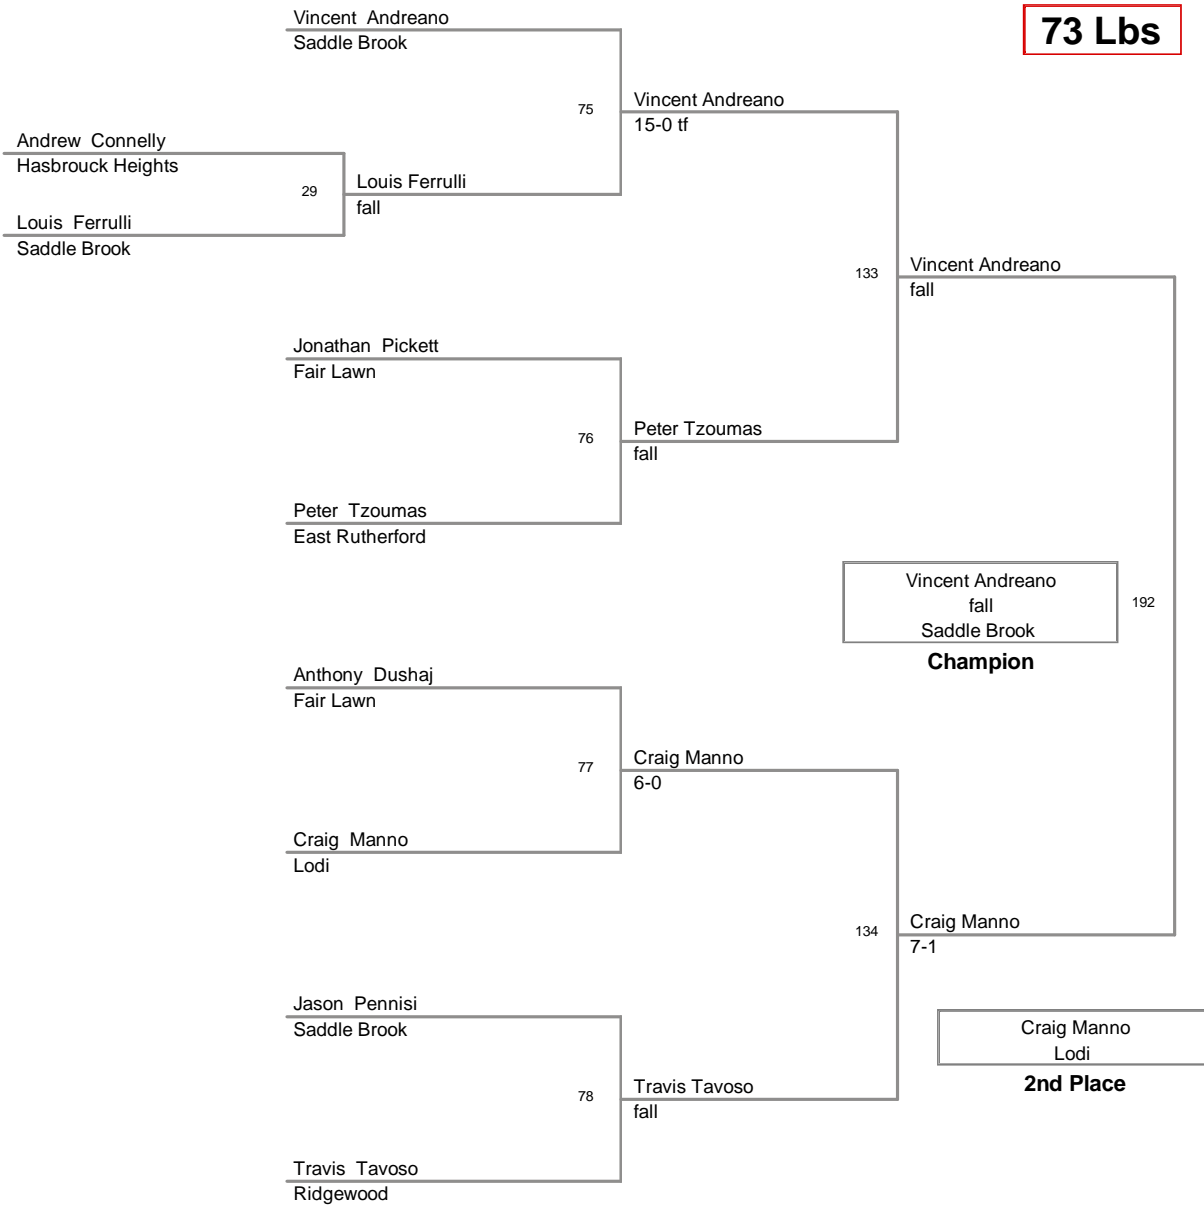 Vincent  Andreano
73 Lbs
Saddle Brook
75
Vincent Andreano
15-0 tf
Andrew  Connelly
Hasbrouck Heights
29
Louis Ferrulli
fall
Louis  Ferrulli
Saddle Brook
133
Vincent Andreano
fall
Jonathan  Pickett
Fair Lawn
76
Peter Tzoumas
fall
Peter  Tzoumas
East Rutherford
Vincent Andreano
fall
Saddle Brook
192
Champion
Anthony  Dushaj
Fair Lawn
77
Craig Manno
6-0
Craig  Manno
Lodi
134
Craig Manno
7-1
Jason  Pennisi
Saddle Brook
Craig Manno
Lodi
2nd Place
78
Travis Tavoso
fall
Travis  Tavoso
Ridgewood